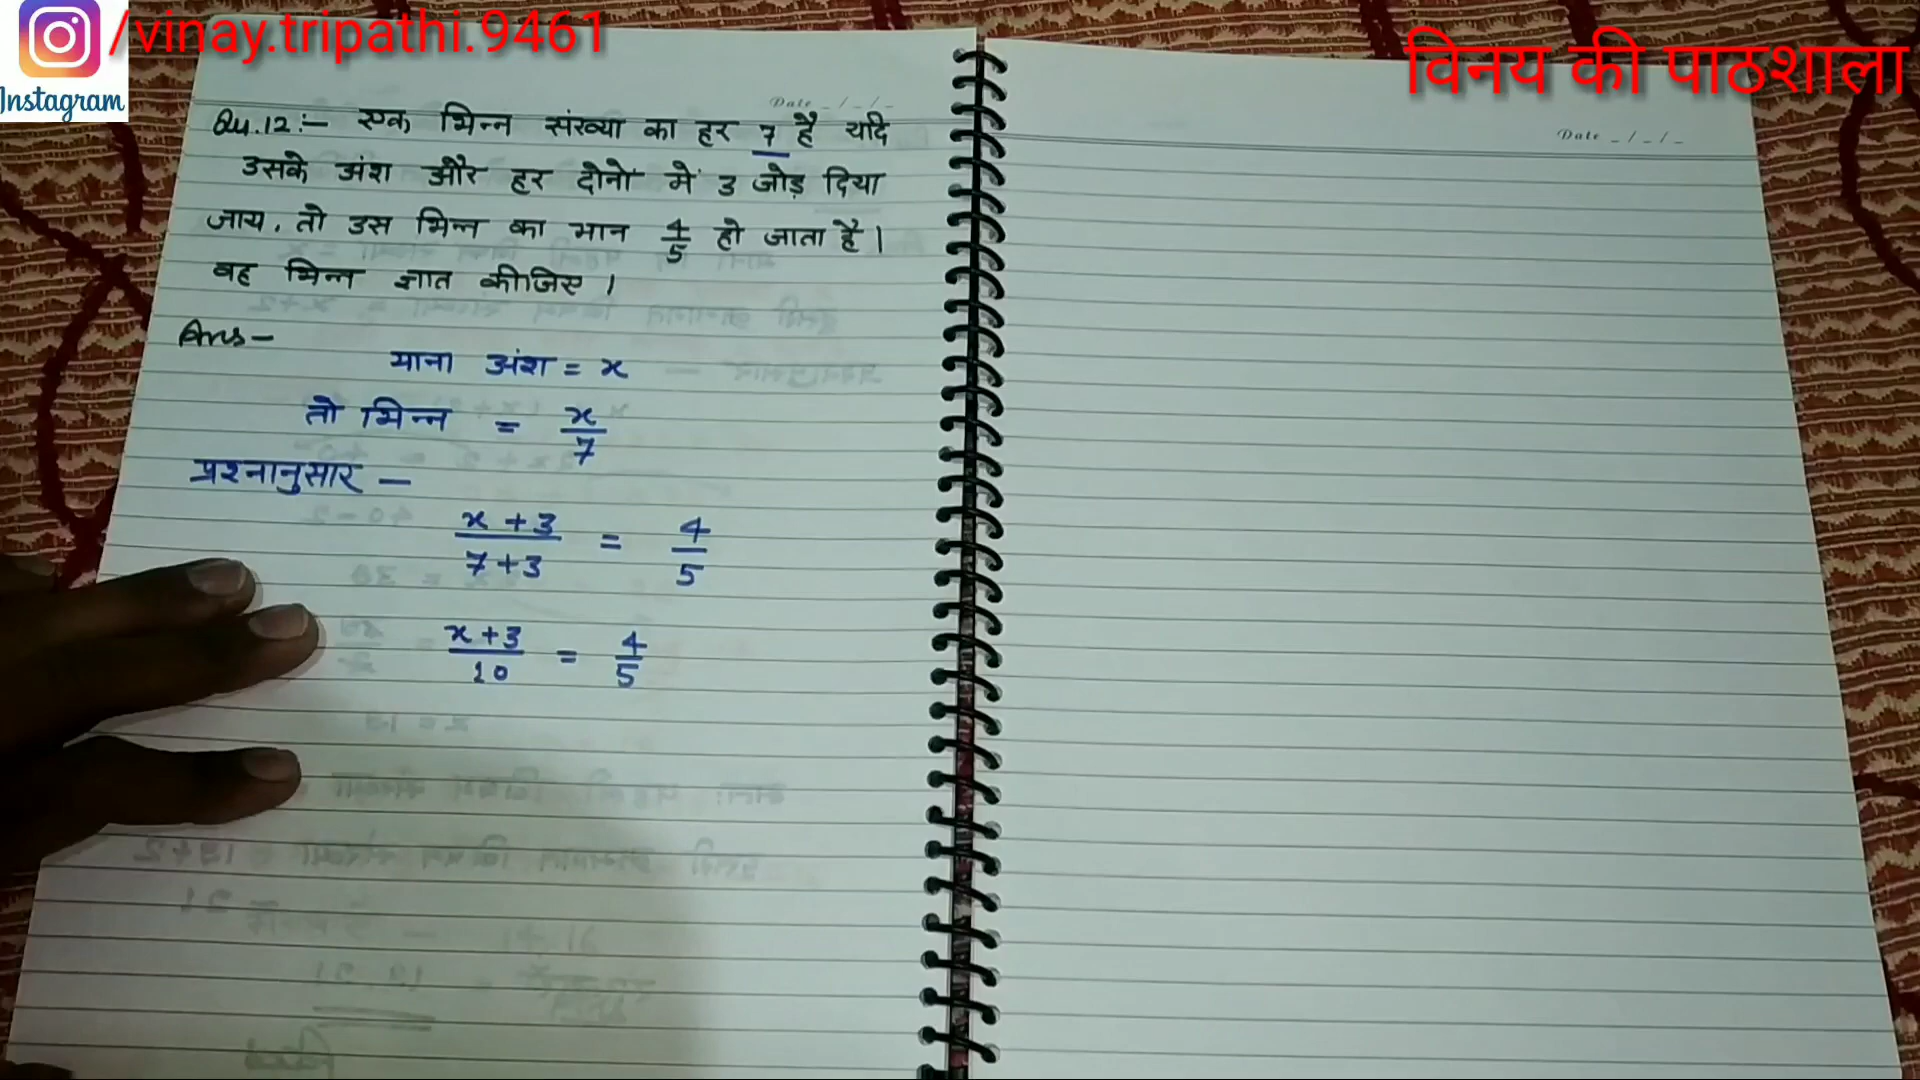 /vinay.tripathi.9461
Instagram
विनय की पाठशाला
Date _/_/_
Date _/_/_
Qu.12:- एक भिन्न संख्या का हर 7 है यदि
उसके अंश और हर दोनो में 3 जोड़ दिया
जाय, तो उस भिन्न का मान 4/5 हो जाता है।
वह भिन्न ज्ञात कीजिए।
Ans-
माना अंश = x
तो भिन्न = x/7
प्रश्नानुसार -
x+3/7+3 = 4/5
x+3/10 = 4/5